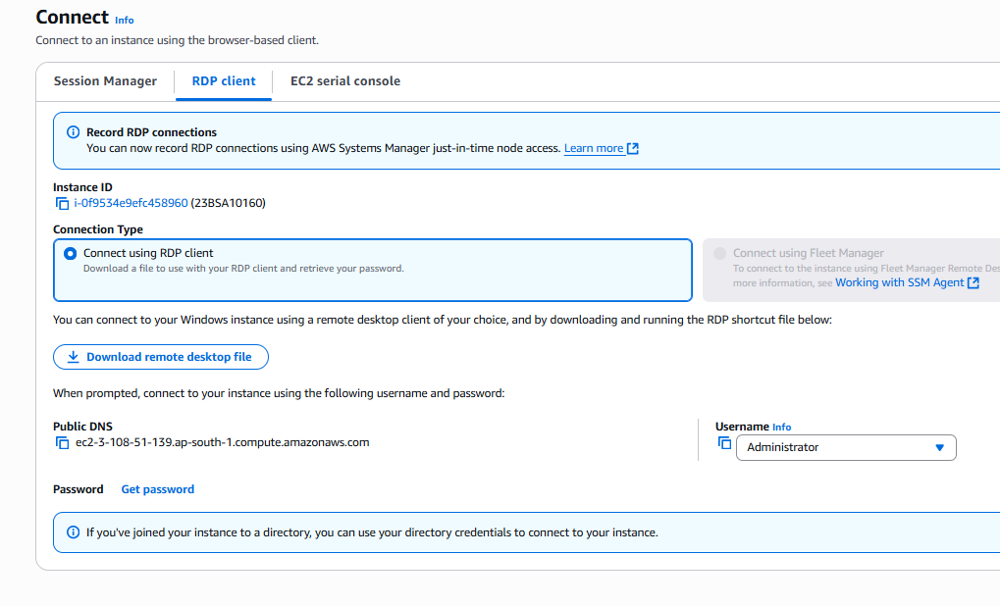 Connect Info
Connect to an instance using the browser-based client.
Session Manager
RDP client
EC2 serial console
Record RDP connections
You can now record RDP connections using AWS Systems Manager just-in-time node access. Learn more
Instance ID
i-0f9534e9efc458960 (23BSA10160)
Connection Type
Connect using RDP client
Download a file to use with your RDP client and retrieve your password.
Connect using Fleet Manager
To connect to the instance using Fleet Manager Remote
more information, see Working with SSM Agent
You can connect to your Windows instance using a remote desktop client of your choice, and by downloading and running the RDP shortcut file below:
Download remote desktop file
When prompted, connect to your instance using the following username and password:
Public DNS
ec2-3-108-51-139.ap-south-1.compute.amazonaws.com
Username Info
Administrator
Password Get password
If you've joined your instance to a directory, you can use your directory credentials to connect to your instance.